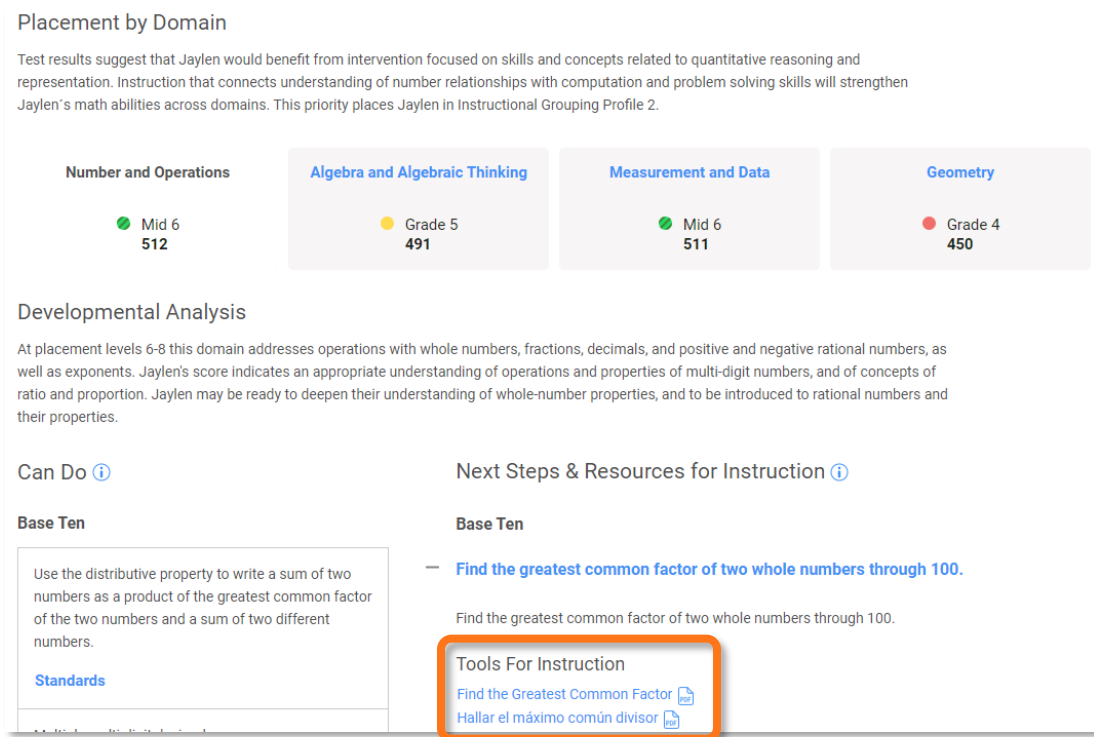 Placement by Domain
Test results suggest that Jaylen would benefit from intervention focused on skills and concepts related to quantitative reasoning and
representation. Instruction that connects understanding of number relationships with computation and problem solving skills will strengthen
Jaylen´s math abilities across domains. This priority places Jaylen in Instructional Grouping Profile 2.
Number and Operations
Mid 6
512
Algebra and Algebraic Thinking
Grade 5
491
Measurement and Data
Mid 6
511
Geometry
Grade 4
450
Developmental Analysis
At placement levels 6-8 this domain addresses operations with whole numbers, fractions, decimals, and positive and negative rational numbers, as
well as exponents. Jaylen's score indicates an appropriate understanding of operations and properties of multi-digit numbers, and of concepts of
ratio and proportion. Jaylen may be ready to deepen their understanding of whole-number properties, and to be introduced to rational numbers and
their properties.
Can Do
Base Ten
Use the distributive property to write a sum of two
numbers as a product of the greatest common factor
of the two numbers and a sum of two different
numbers.
Standards
Next Steps & Resources for Instruction
Base Ten
Find the greatest common factor of two whole numbers through 100.
Find the greatest common factor of two whole numbers through 100.
Tools For Instruction
Find the Greatest Common Factor PDF
Hallar el máximo común divisor PDF